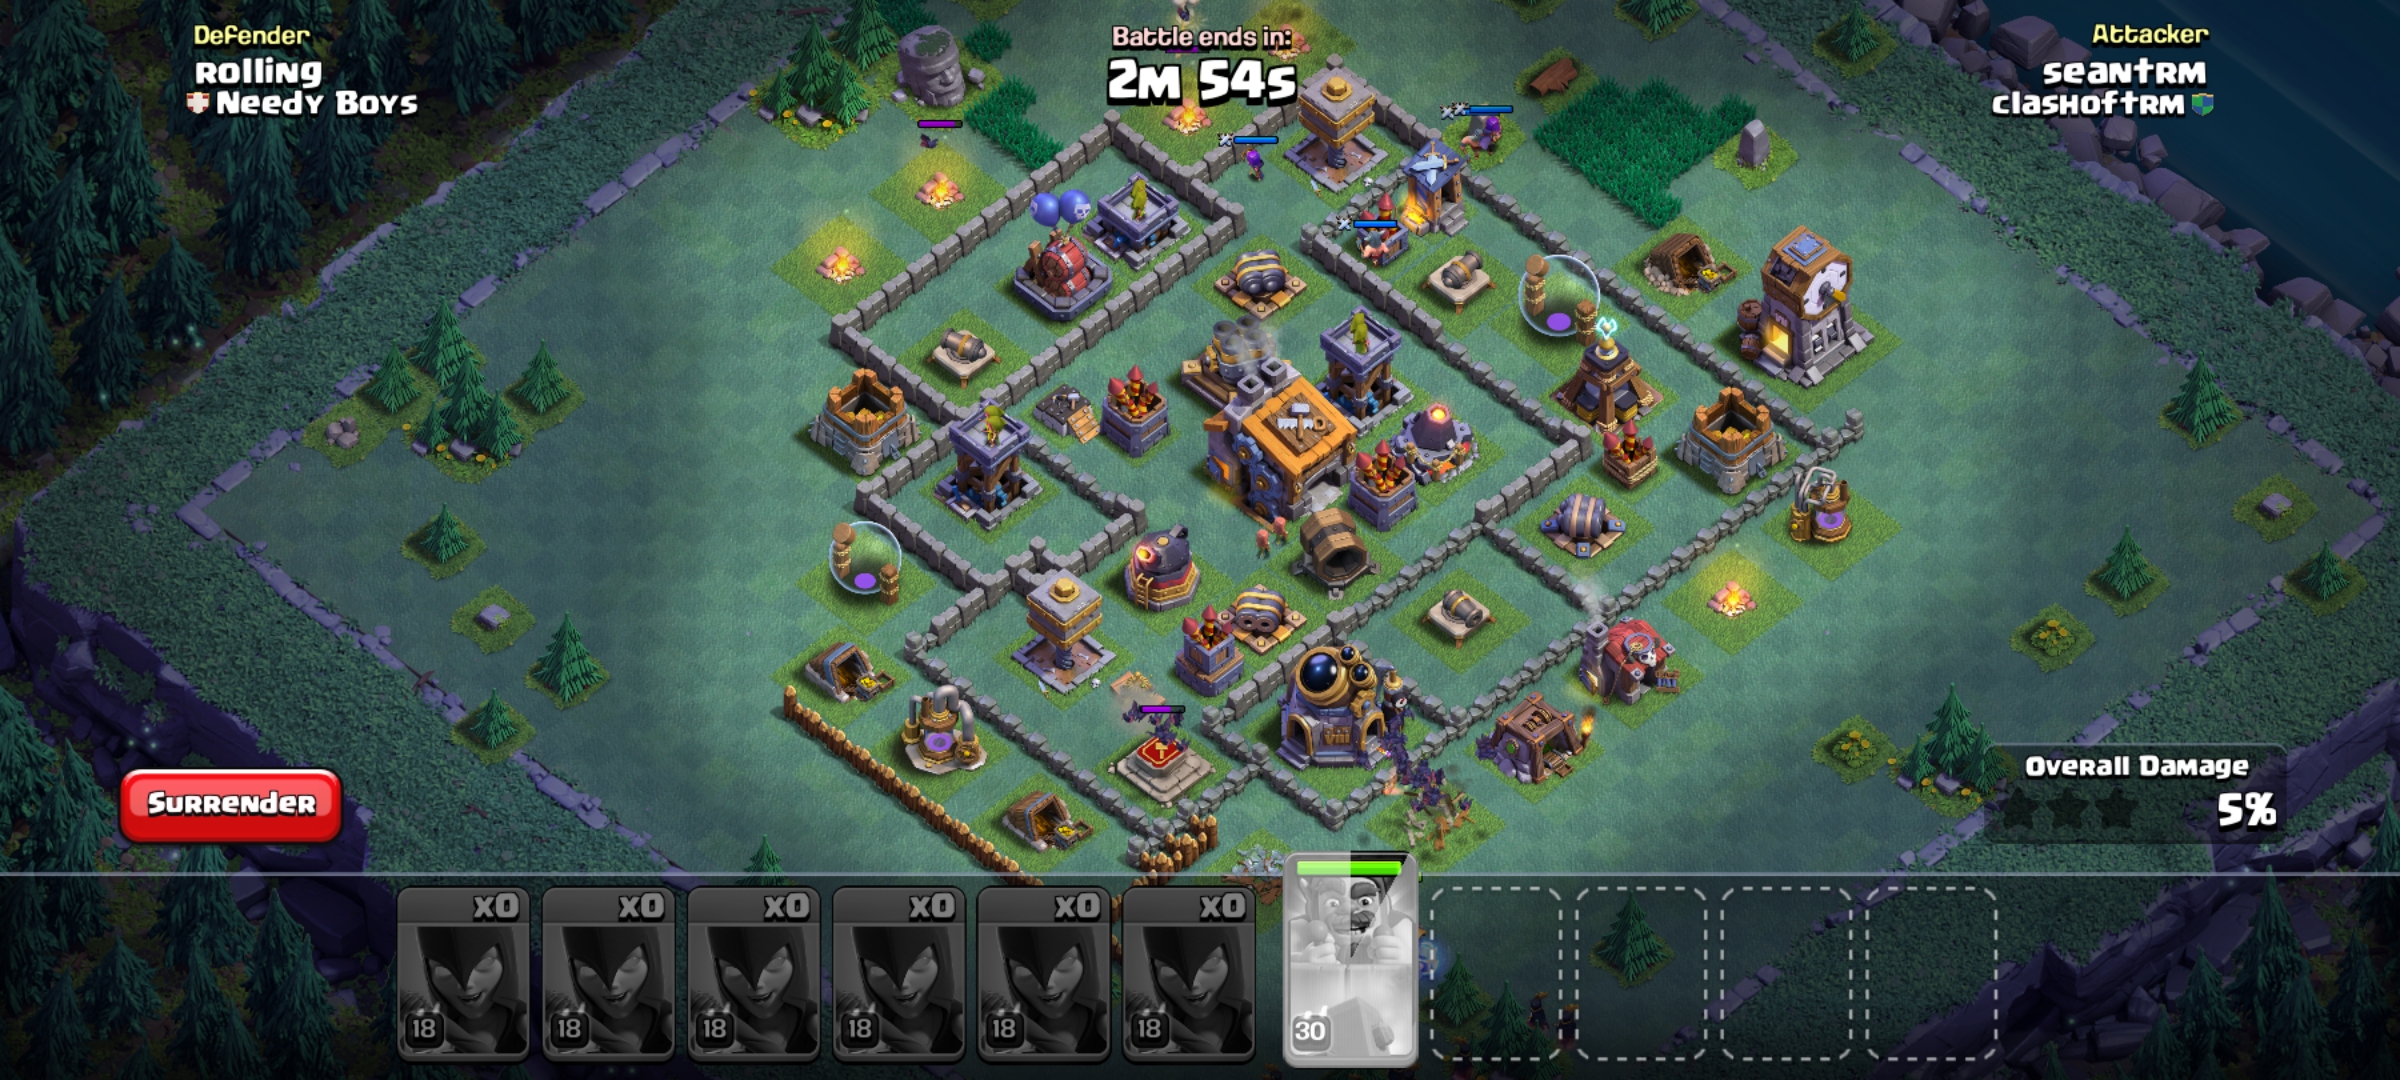 Defender
Rolling
Needy Boys
Battle ends in:
2M 54S
Attacker
seantRM
clashoftRM
Surrender
Overall Damage
5%
x0
x0
x0
x0
x0
x0
18
18
18
18
18
18
30